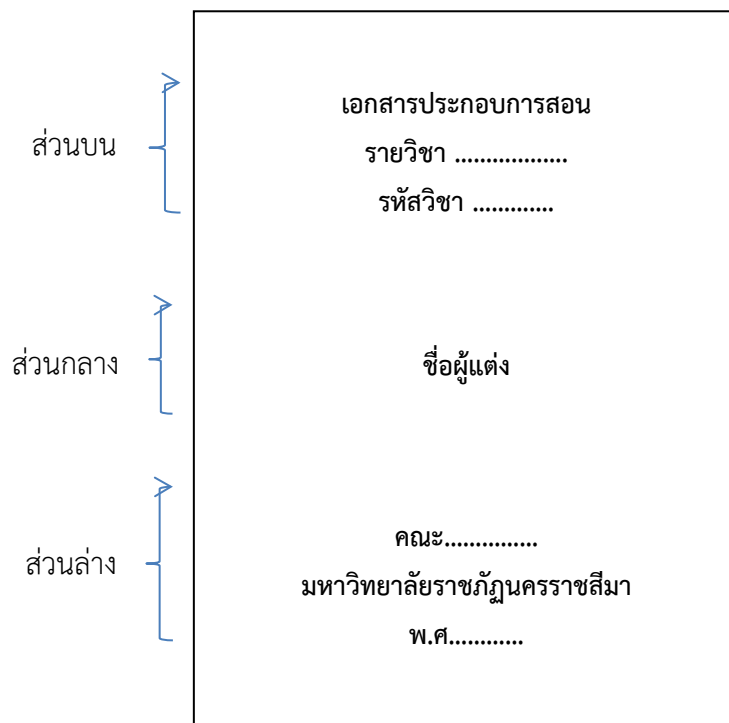 เอกสารประกอบการสอน
รายวิชา ..................
ส่วนบน
รหัสวิชา .............
ส่วนกลาง
ชื่อผู้แต่ง
คณะ...............
ส่วนล่าง
มหาวิทยาลัยราชภัฏนครราชสีมา
พ.ศ............